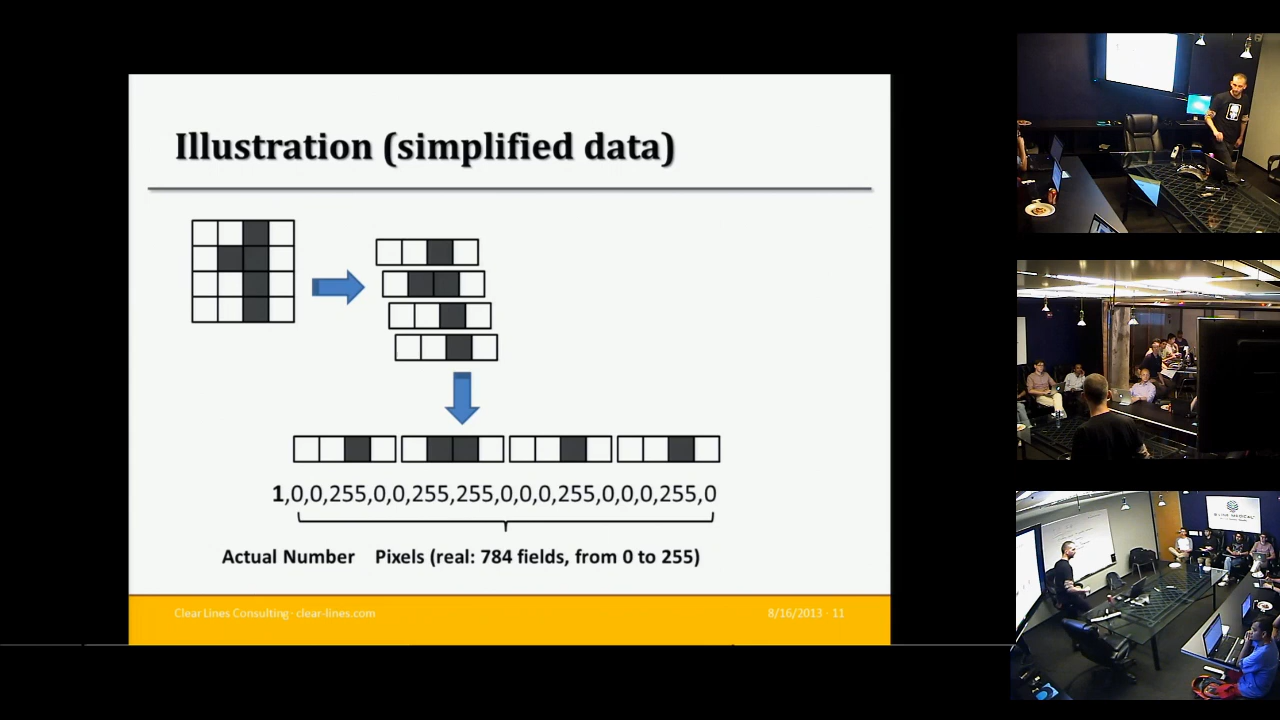 Illustration (simplified data)
1,0,0,255,0,0,255,255,0,0,0,255,0,0,0,255,0
Actual Number Pixels (real: 784 fields, from 0 to 255)
Clear Lines Consulting · clear-lines.com 8/16/2013 · 11